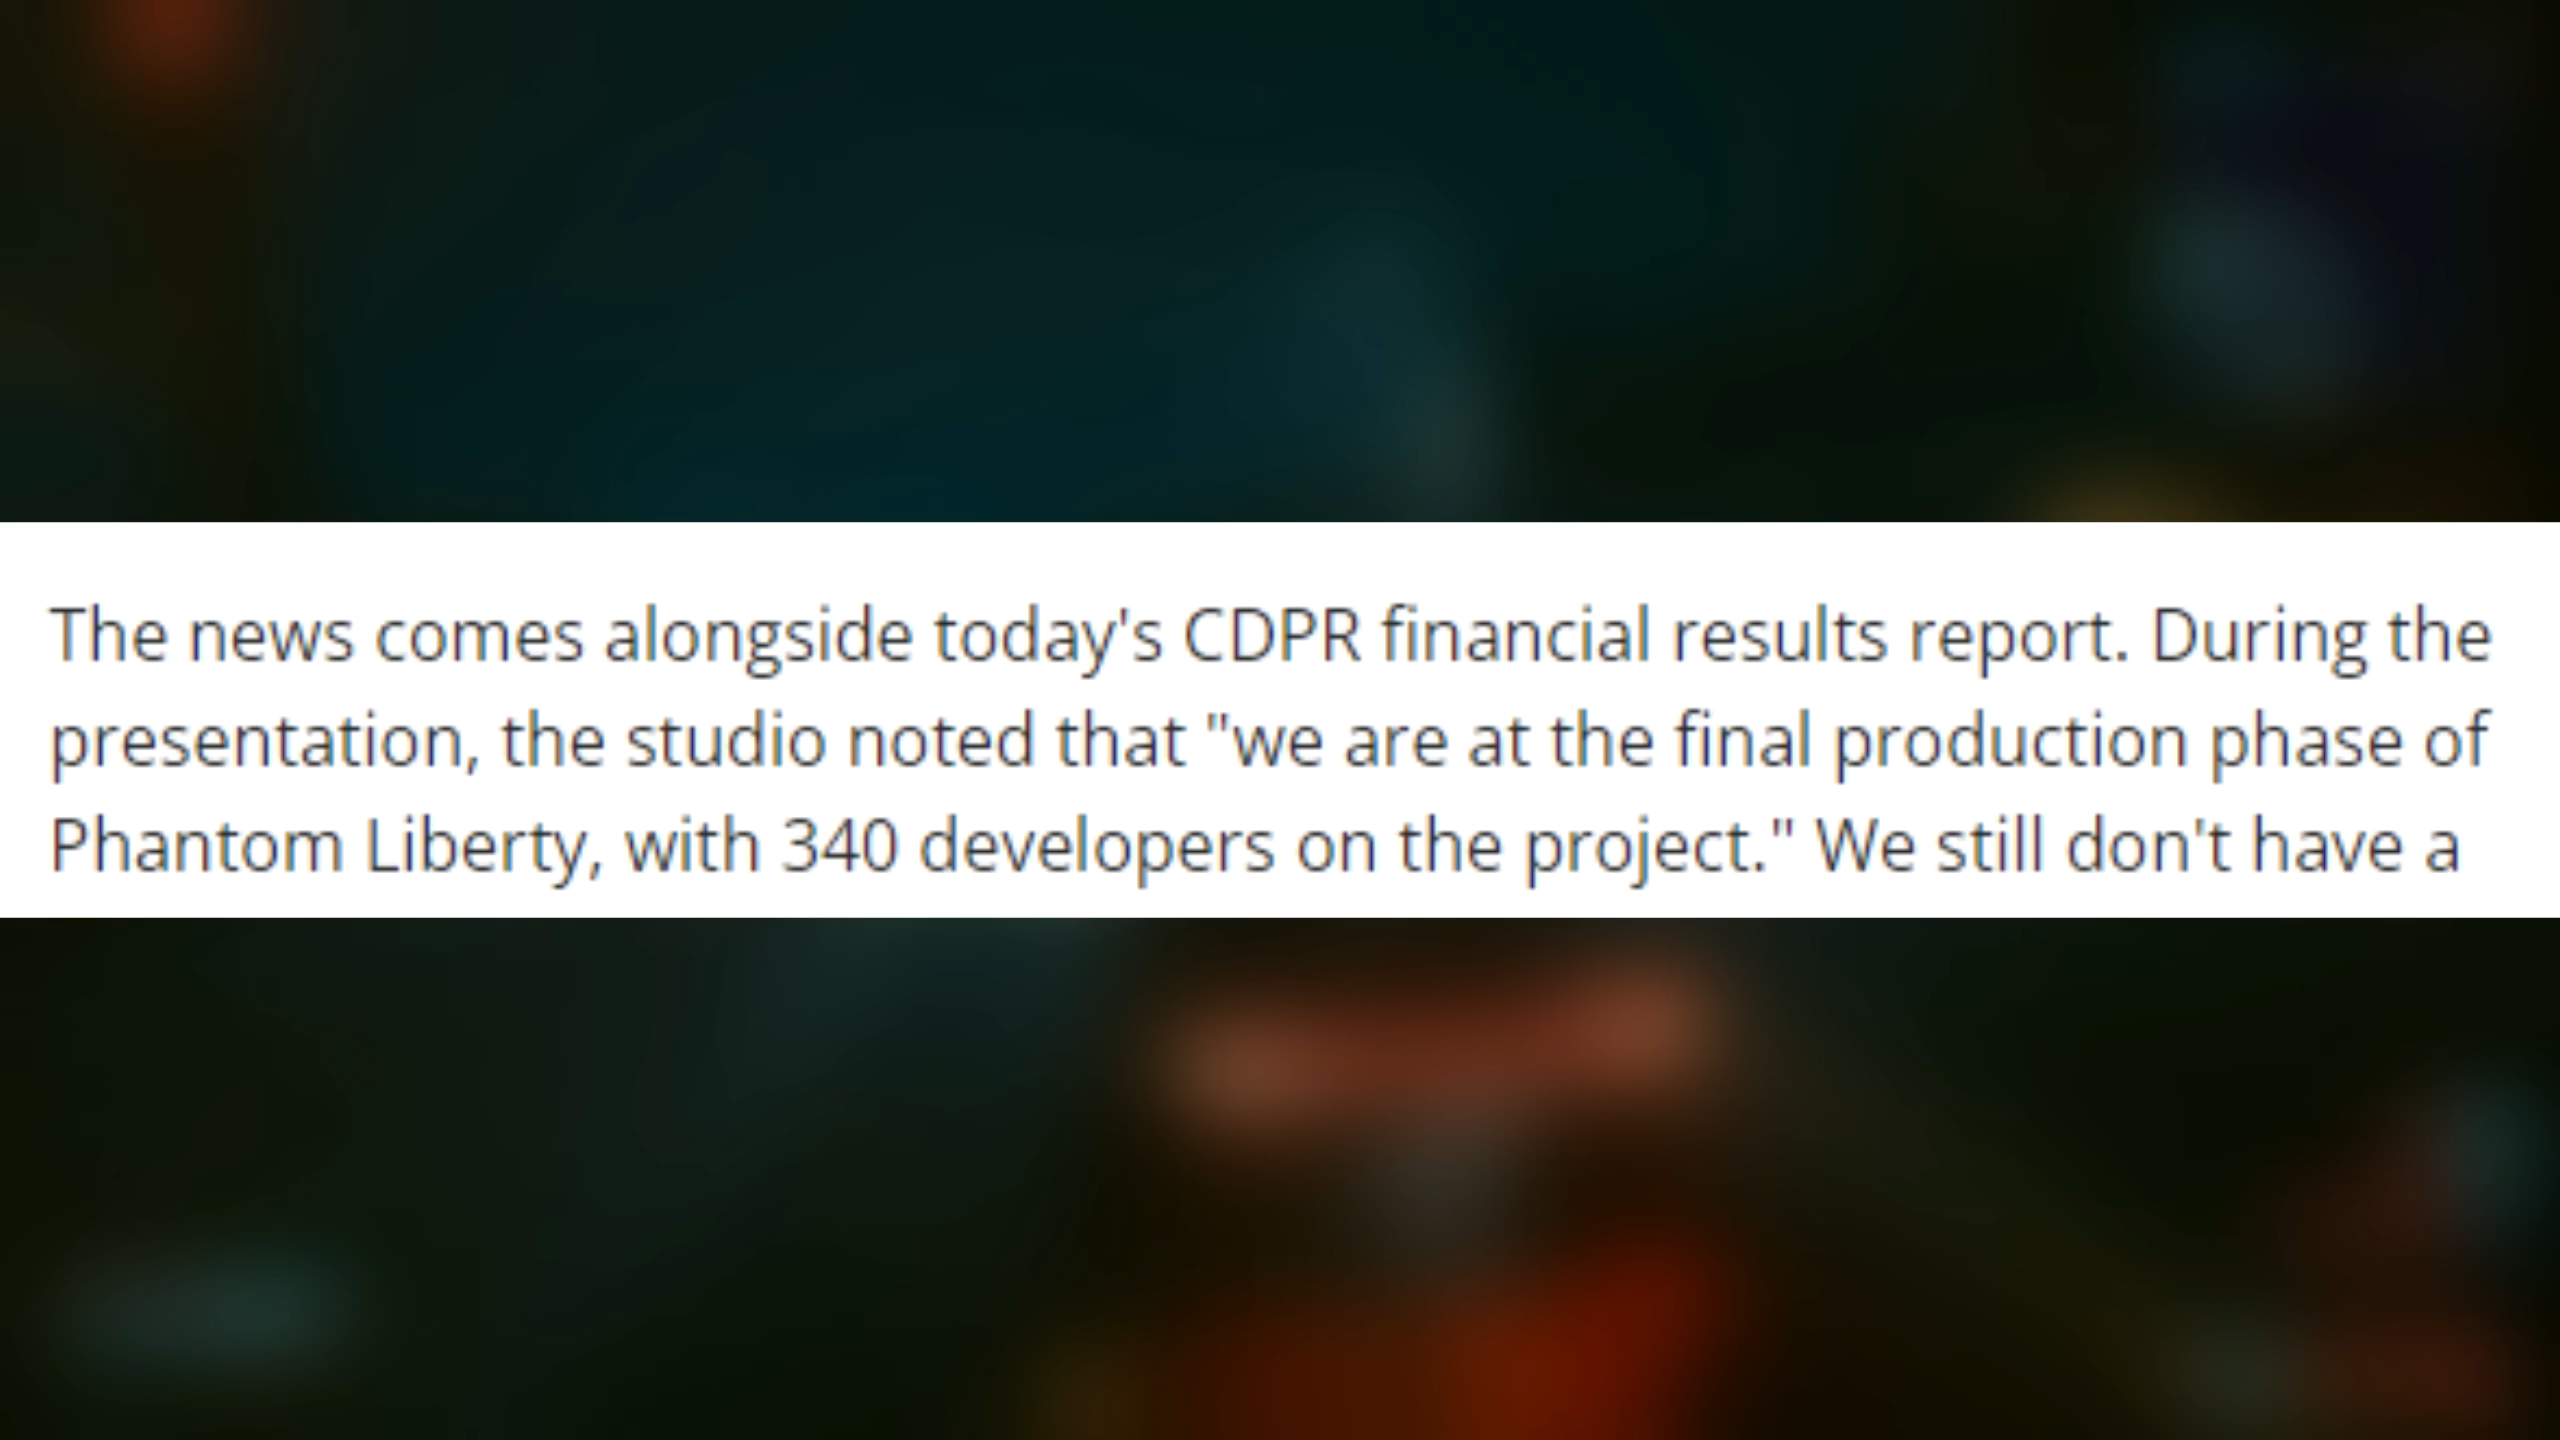 The news comes alongside today's CDPR financial results report. During the
presentation, the studio noted that "we are at the final production phase of
Phantom Liberty, with 340 developers on the project." We still don't have a